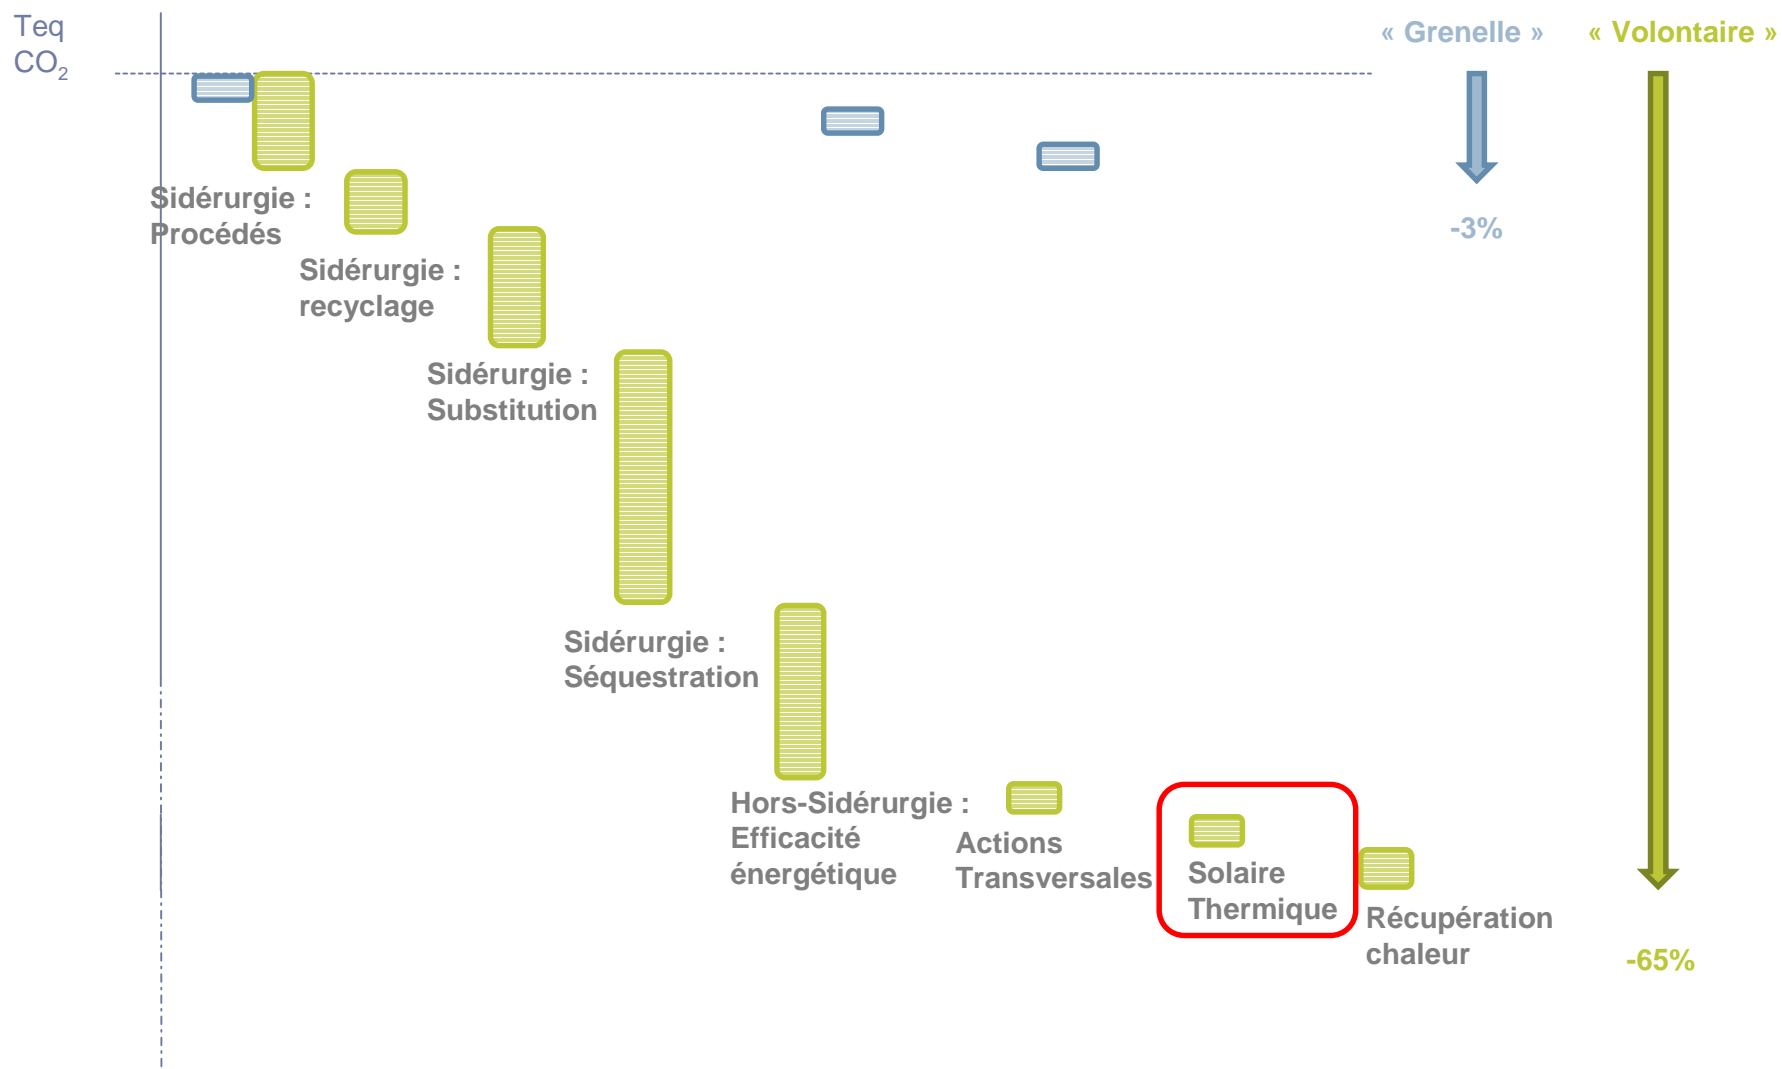 Teq
CO₂
« Grenelle »
« Volontaire »
Sidérurgie :
Procédés
-3%
Sidérurgie :
recyclage
Sidérurgie :
Substitution
Sidérurgie :
Séquestration
Hors-Sidérurgie :
Efficacité
énergétique
Actions
Transversales
Solaire
Thermique
Récupération
chaleur
-65%